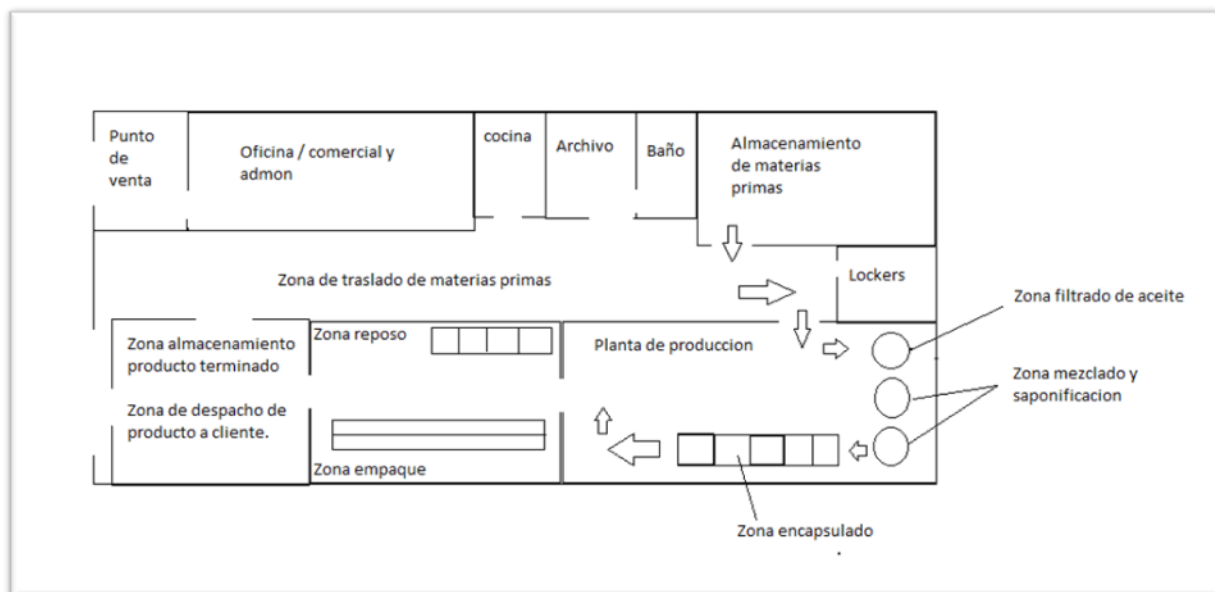 Punto
de
venta
Oficina / comercial y
admon
cocina
Archivo
Baño
Almacenamiento
de materias
primas
Zona de traslado de materias primas
Lockers
Zona filtrado de aceite
Zona almacenamiento
producto terminado
Zona de despacho de
producto a cliente.
Zona reposo
Zona empaque
Planta de produccion
Zona mezclado y
saponificacion
Zona encapsulado